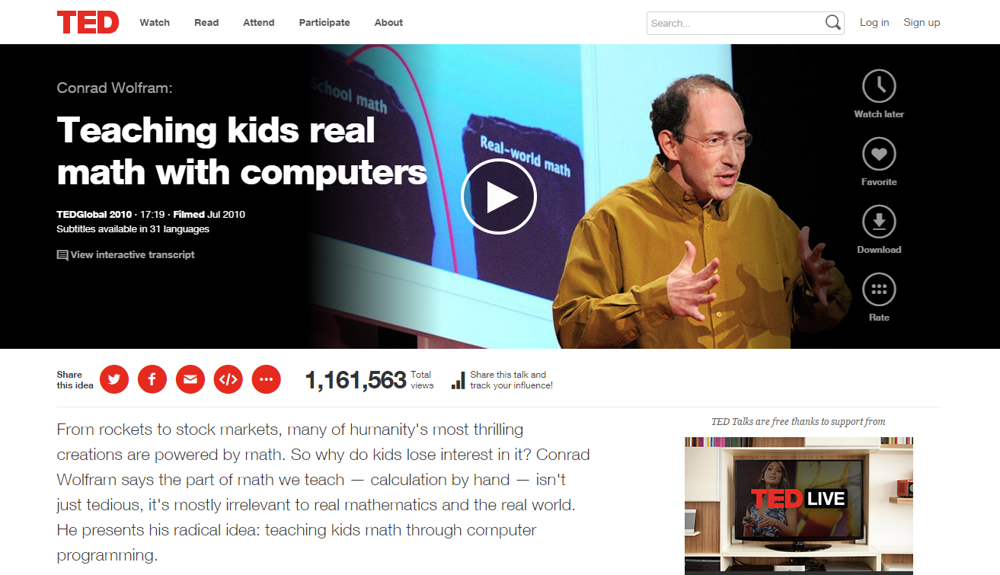 TED
Watch
Read
Attend
Participate
About
Search...
Log in
Sign up
Conrad Wolfram:
Teaching kids real
math with computers
TEDGlobal 2010 · 17:19 · Filmed Jul 2010
Subtitles available in 31 languages
View interactive transcript
School math
Real-world math
Watch later
Favorite
Download
Rate
Share
this idea
1,161,563
Total
views
Share this talk and
track your influence!
From rockets to stock markets, many of humanity's most thrilling
creations are powered by math. So why do kids lose interest in it? Conrad
Wolfram says the part of math we teach — calculation by hand — isn't
just tedious, it's mostly irrelevant to real mathematics and the real world.
He presents his radical idea: teaching kids math through computer
programming.
TED Talks are free thanks to support from
TED LIVE